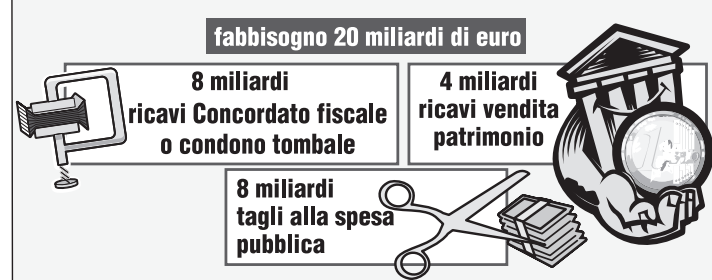 fabbisogno 20 miliardi di euro
8 miliardi
ricavi Concordato fiscale
o condono tombale
4 miliardi
ricavi vendita
patrimonio
8 miliardi
tagli alla spesa
pubblica